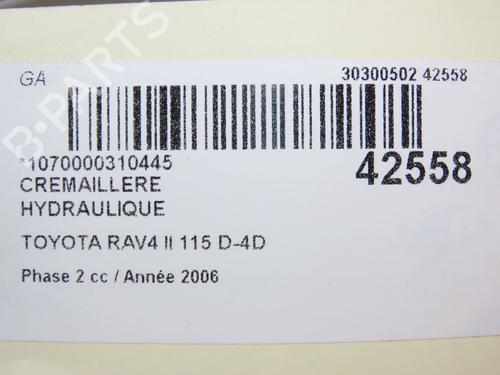 GA
30300502 42558
*1070000310445
42558
CREMAILLERE
HYDRAULIQUE
TOYOTA RAV4 II 115 D-4D
Phase 2 cc / Année 2006
B-PARTS